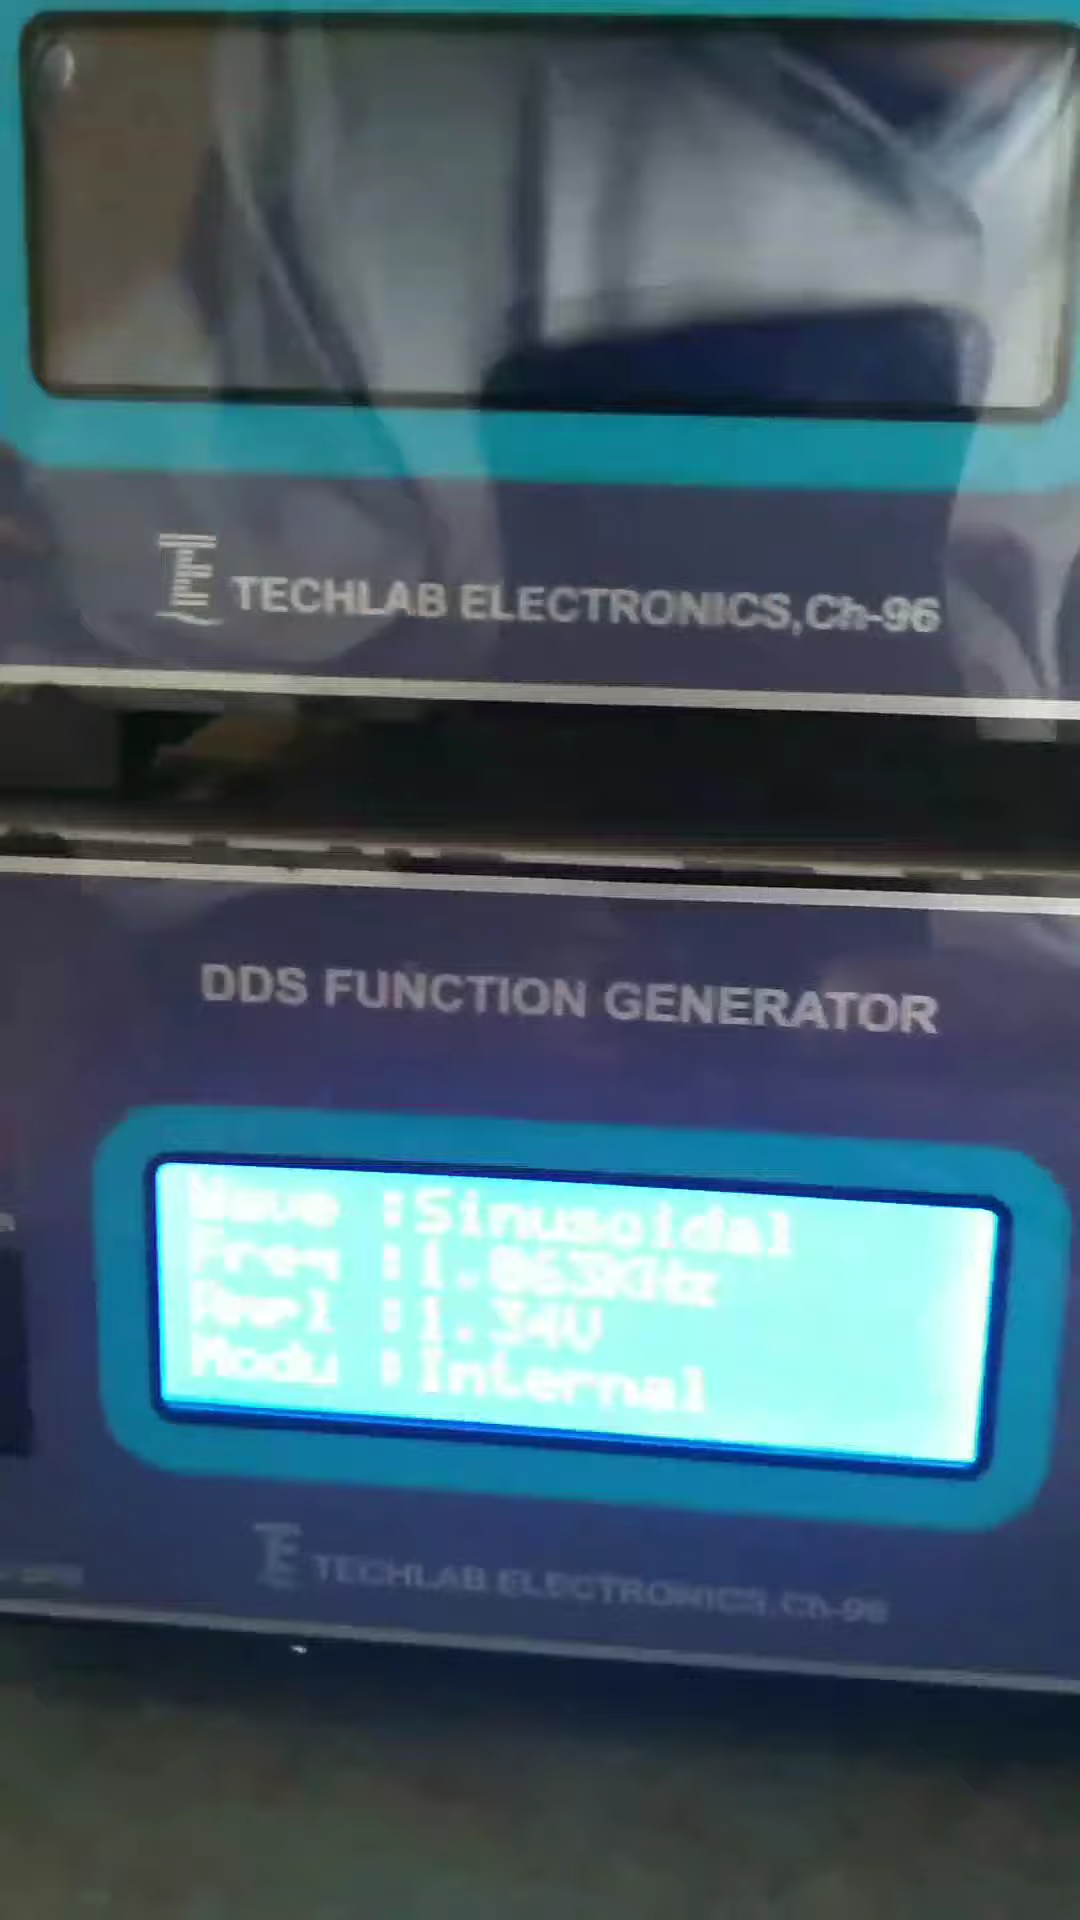 TECHLAB ELECTRONICS,Ch-96
DDS FUNCTION GENERATOR
Wave :Sinusoidal
Freq :1.063KHz
Ampl :1.34V
Modu :Internal
TECHLAB ELECTRONICS,Ch-96